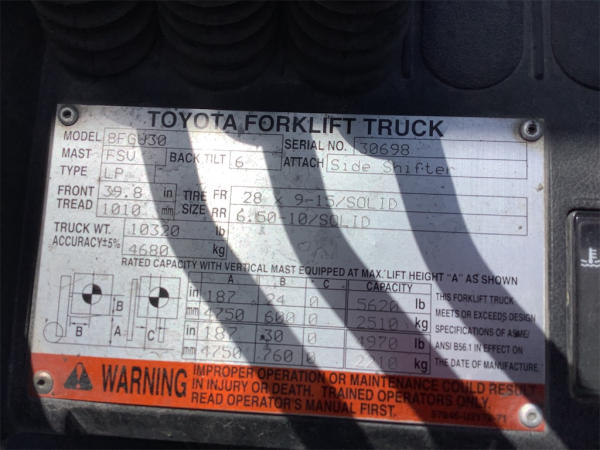 TOYOTA FORKLIFT TRUCK
MODEL 8FGU30 SERIAL NO. 30698
MAST FSV BACK TILT 6 ATTACH Side Shifter
TYPE LP
FRONT TREAD 39.8 in TIRE SIZE FR 28 x 9-15/SOLID
1010 mm RR 6.50-10/SOLID
TRUCK WT. 10320 lb
ACCURACY±5% 4680 kg
RATED CAPACITY WITH VERTICAL MAST EQUIPPED AT MAX. LIFT HEIGHT "A" AS SHOWN
A B C CAPACITY
in 187 24 0 5620 lb
mm 4750 600 0 2510 kg
in 187 30 0 4970 lb
mm 4750 760 0 kg
B
A
B C
THIS FORKLIFT TRUCK
MEETS OR EXCEEDS DESIGN
SPECIFICATIONS OF ASME/
ANSI B56.1 IN EFFECT ON
THE DATE OF MANUFACTURE.
WARNING
IMPROPER OPERATION OR MAINTENANCE COULD RESULT
IN INJURY OR DEATH. TRAINED OPERATORS ONLY.
READ OPERATOR'S MANUAL FIRST.